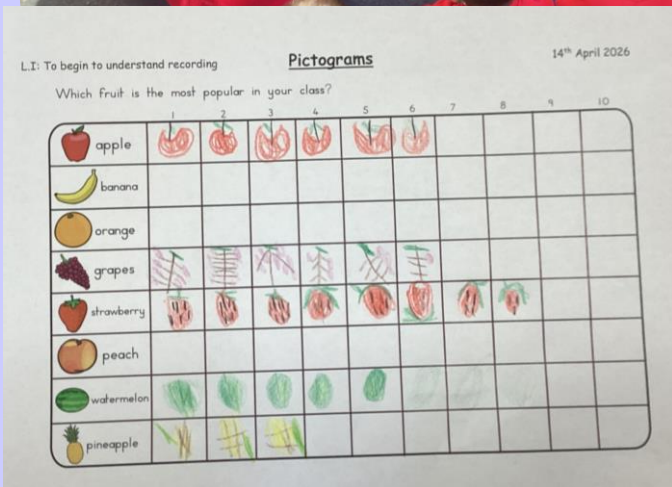 14th April 2026
L.I: To begin to understand recording
Pictograms
Which fruit is the most popular in your class?
1 2 3 4 5 6 7 8 9 10
apple
banana
orange
grapes
strawberry
peach
watermelon
pineapple